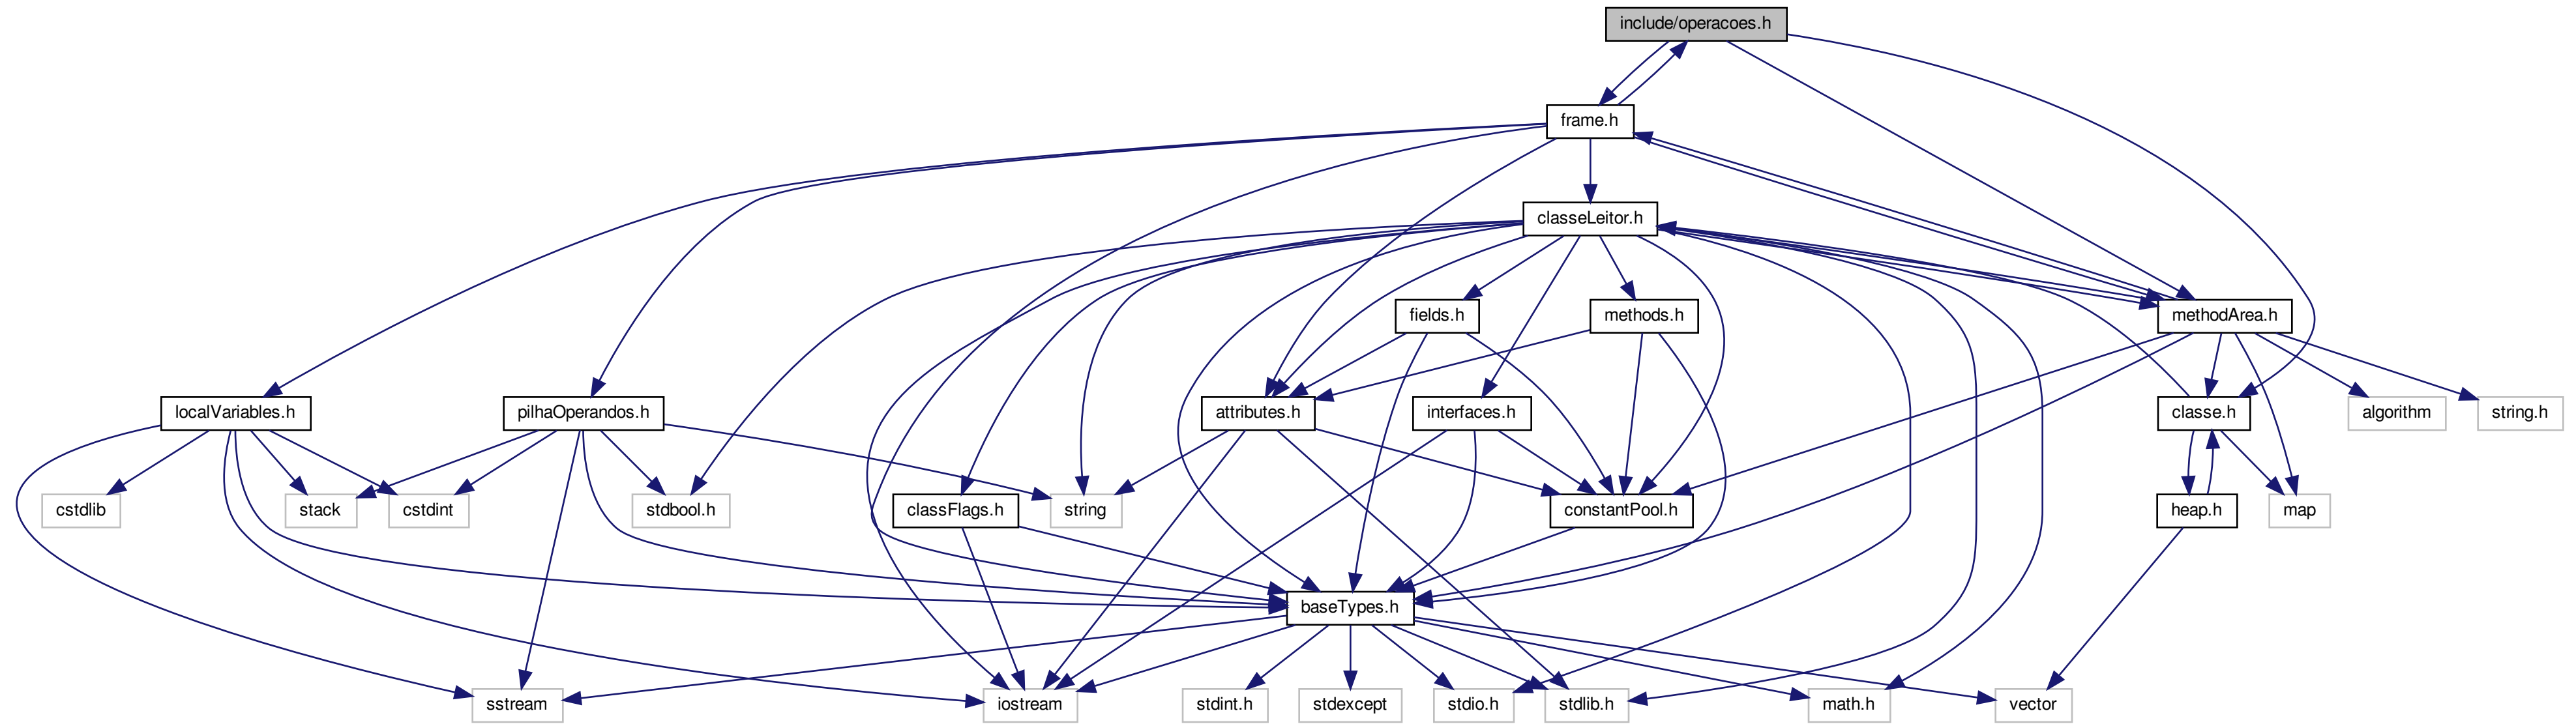 include/operacoes.h
frame.h
classeLeitor.h
fields.h
methods.h
methodArea.h
localVariables.h
pilhaOperandos.h
attributes.h
interfaces.h
classe.h
algorithm
string.h
cstdlib
stack
cstdint
stdbool.h
classFlags.h
string
constantPool.h
heap.h
map
baseTypes.h
sstream
iostream
stdint.h
stdexcept
stdio.h
stdlib.h
math.h
vector